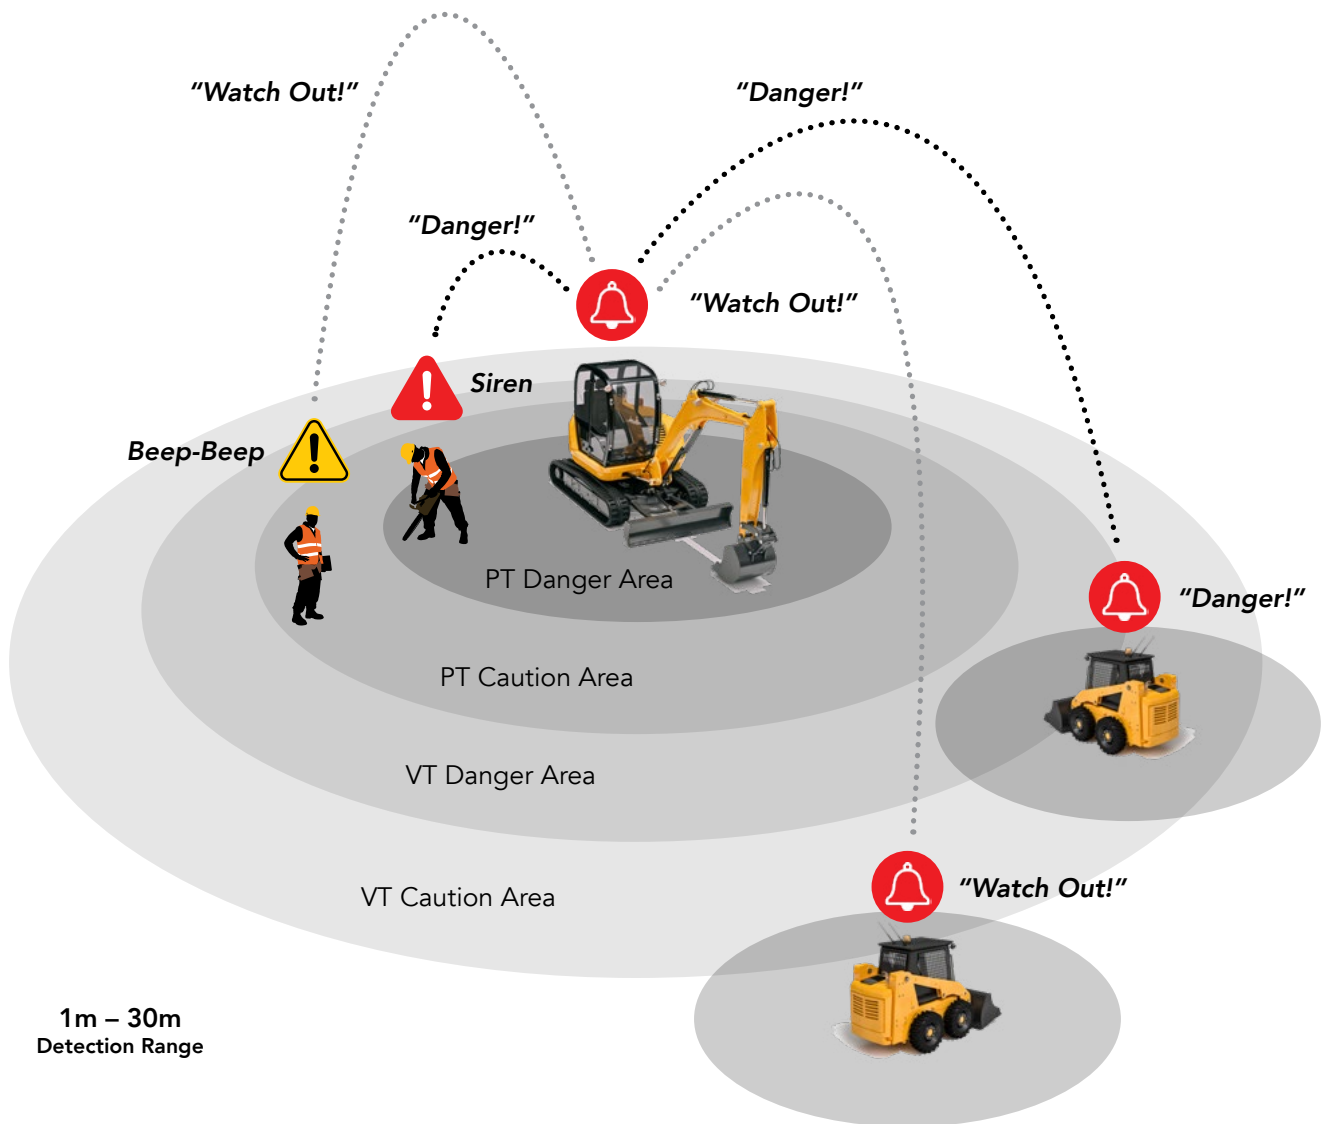 “Watch Out!”
“Danger!”
“Danger!”
“Watch Out!”
Siren
Beep-Beep
PT Danger Area
“Danger!”
PT Caution Area
VT Danger Area
VT Caution Area
“Watch Out!”
1m – 30m
Detection Range